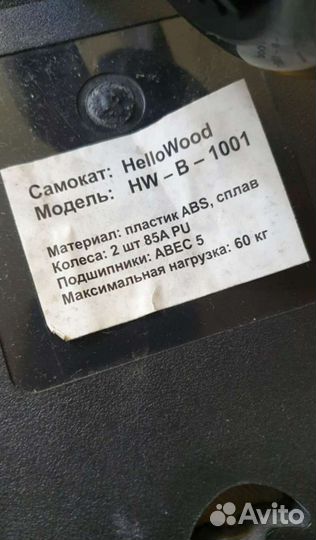 Самокат: HelloWood
Модель: HW – B – 1001
Материал: пластик ABS, сплав
Колеса: 2 шт 85A PU
Подшипники: ABEC 5
Максимальная нагрузка: 60 кг
Avito